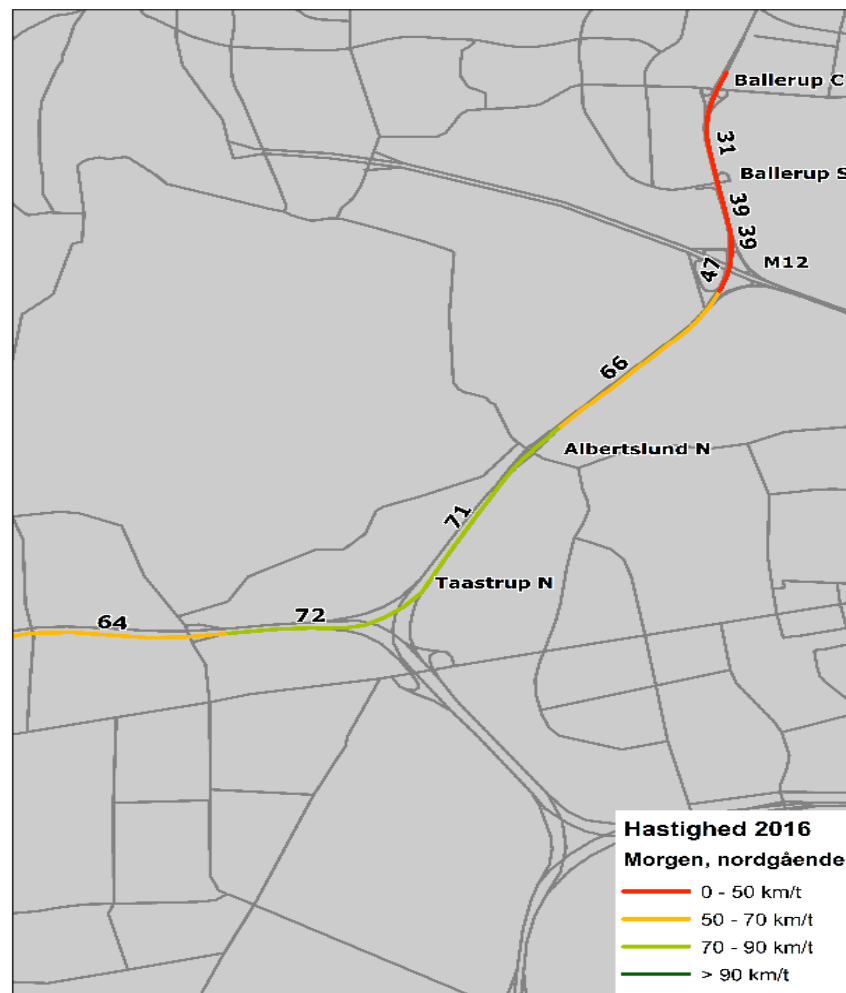 Ballerup C
31
Ballerup S
39
39
M12
47
66
Albertslund N
71
Taastrup N
72
64
Hastighed 2016
Morgen, nordgående
0 - 50 km/t
50 - 70 km/t
70 - 90 km/t
> 90 km/t